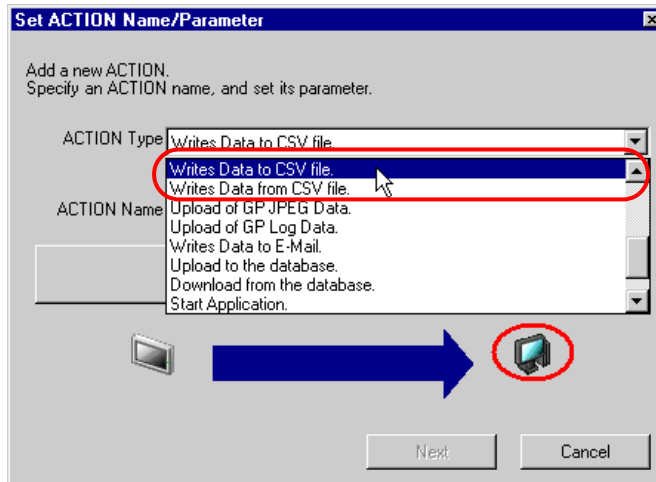 Set ACTION Name/Parameter
Add a new ACTION.
Specify an ACTION name, and set its parameter.
ACTION Type
Writes Data to CSV file.
Writes Data to CSV file.
Writes Data from CSV file.
ACTION Name
Upload of GP JPEG Data.
Upload of GP Log Data.
Writes Data to E-Mail.
Upload to the database.
Download from the database.
Start Application.
Next
Cancel